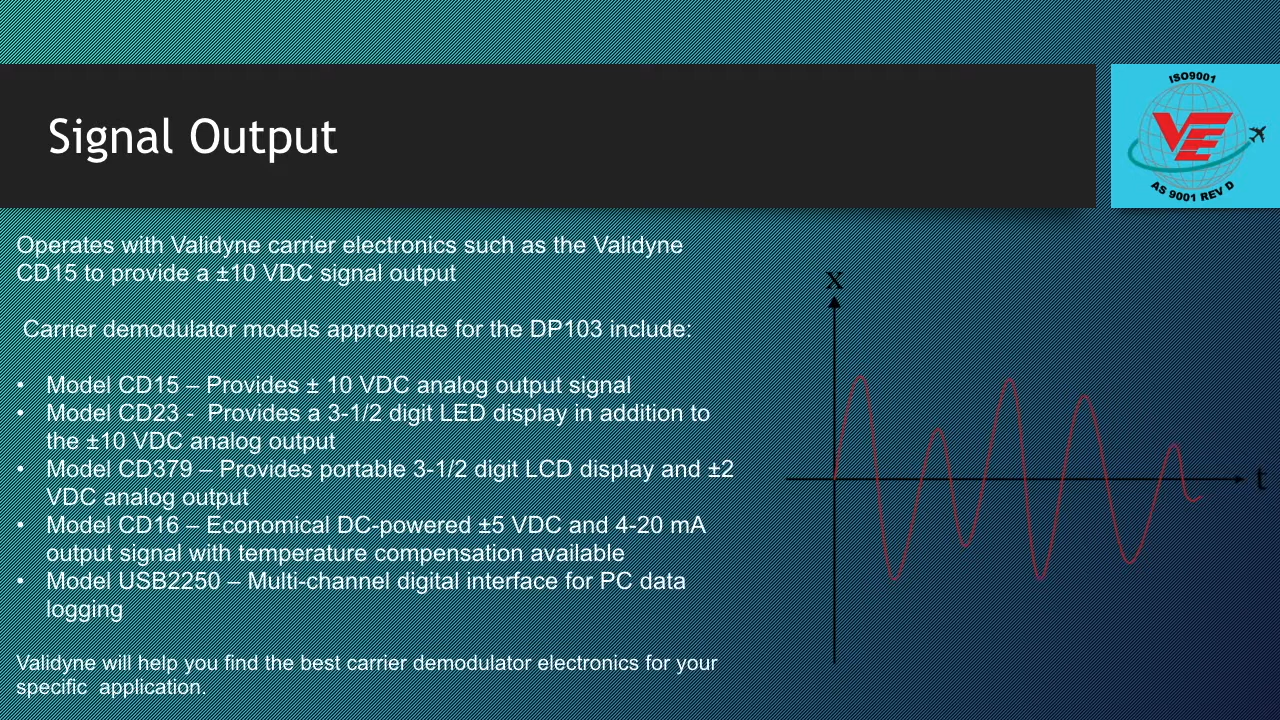 Signal Output
ISO9001
VE
AS 9001 REV D
Operates with Validyne carrier electronics such as the Validyne
CD15 to provide a ±10 VDC signal output
Carrier demodulator models appropriate for the DP103 include:
• Model CD15 – Provides ± 10 VDC analog output signal
• Model CD23 -  Provides a 3-1/2 digit LED display in addition to
the ±10 VDC analog output
• Model CD379 – Provides portable 3-1/2 digit LCD display and ±2
VDC analog output
• Model CD16 – Economical DC-powered ±5 VDC and 4-20 mA
output signal with temperature compensation available
• Model USB2250 – Multi-channel digital interface for PC data
logging
Validyne will help you find the best carrier demodulator electronics for your
specific  application.
x
t